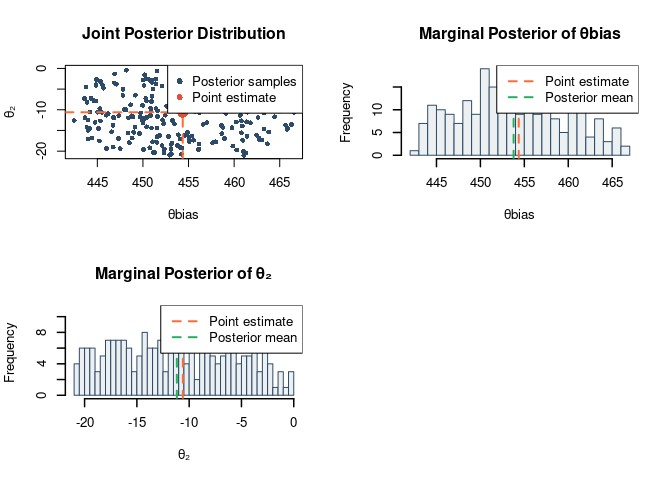 Joint Posterior Distribution
θ₂
0
-10
-20
Posterior samples
Point estimate
445 450 455 460 465
θbias
Marginal Posterior of θbias
Frequency
10
5
0
Point estimate
Posterior mean
445 450 455 460 465
θbias
Marginal Posterior of θ₂
Frequency
8
4
0
Point estimate
Posterior mean
-20 -15 -10 -5 0
θ₂